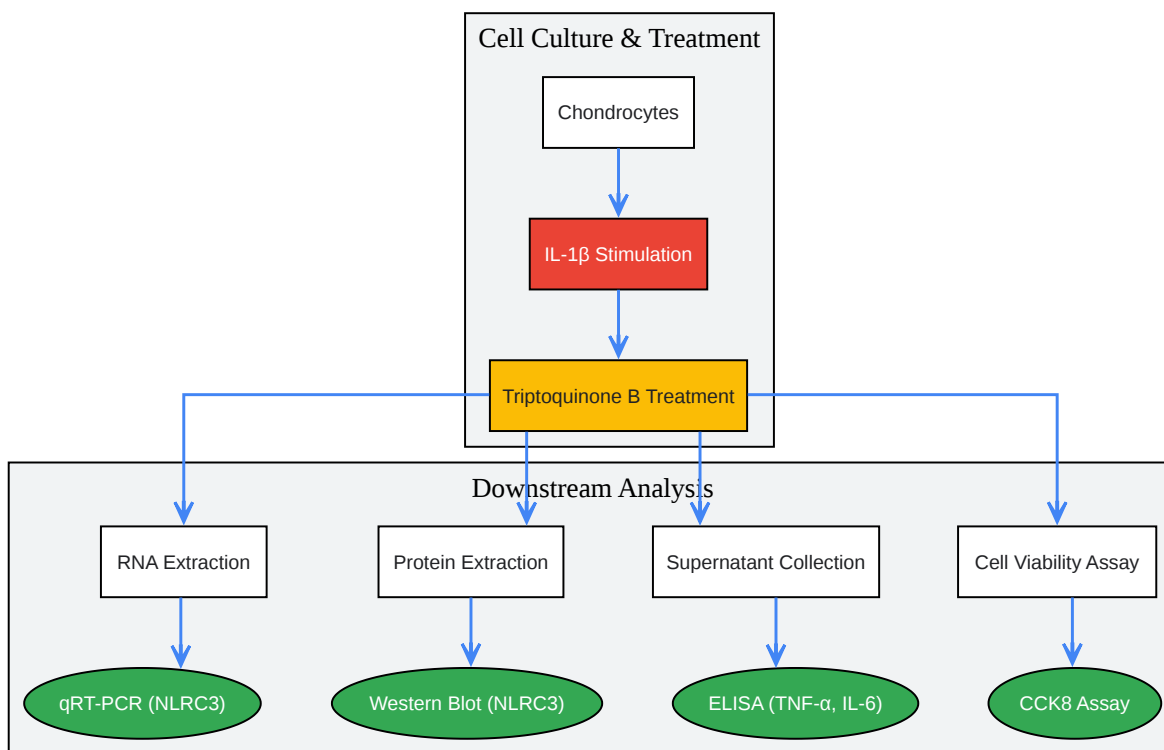 Cell Culture & Treatment
Chondrocytes
IL-1β Stimulation
Triptoquinone B Treatment
Downstream Analysis
RNA Extraction
Protein Extraction
Supernatant Collection
Cell Viability Assay
qRT-PCR (NLRC3)
Western Blot (NLRC3)
ELISA (TNF-α, IL-6)
CCK8 Assay